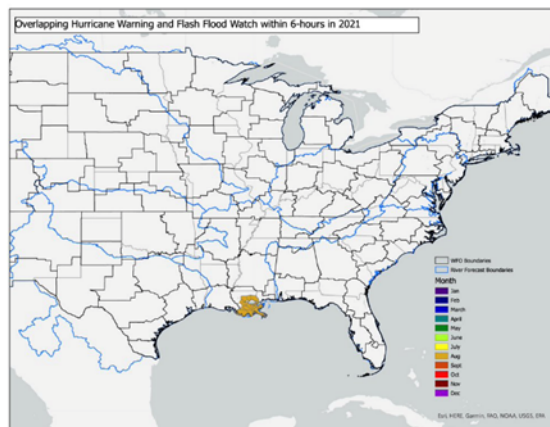 Overlapping Hurricane Warning and Flash Flood Watch within 6-hours in 2021
WFO Boundaries
River Forecast Boundaries
Month
Jan
Feb
March
April
May
June
July
Aug
Sept
Oct
Nov
Dec
Esri, HERE, Garmin, FAO, NOAA, USGS, EPA